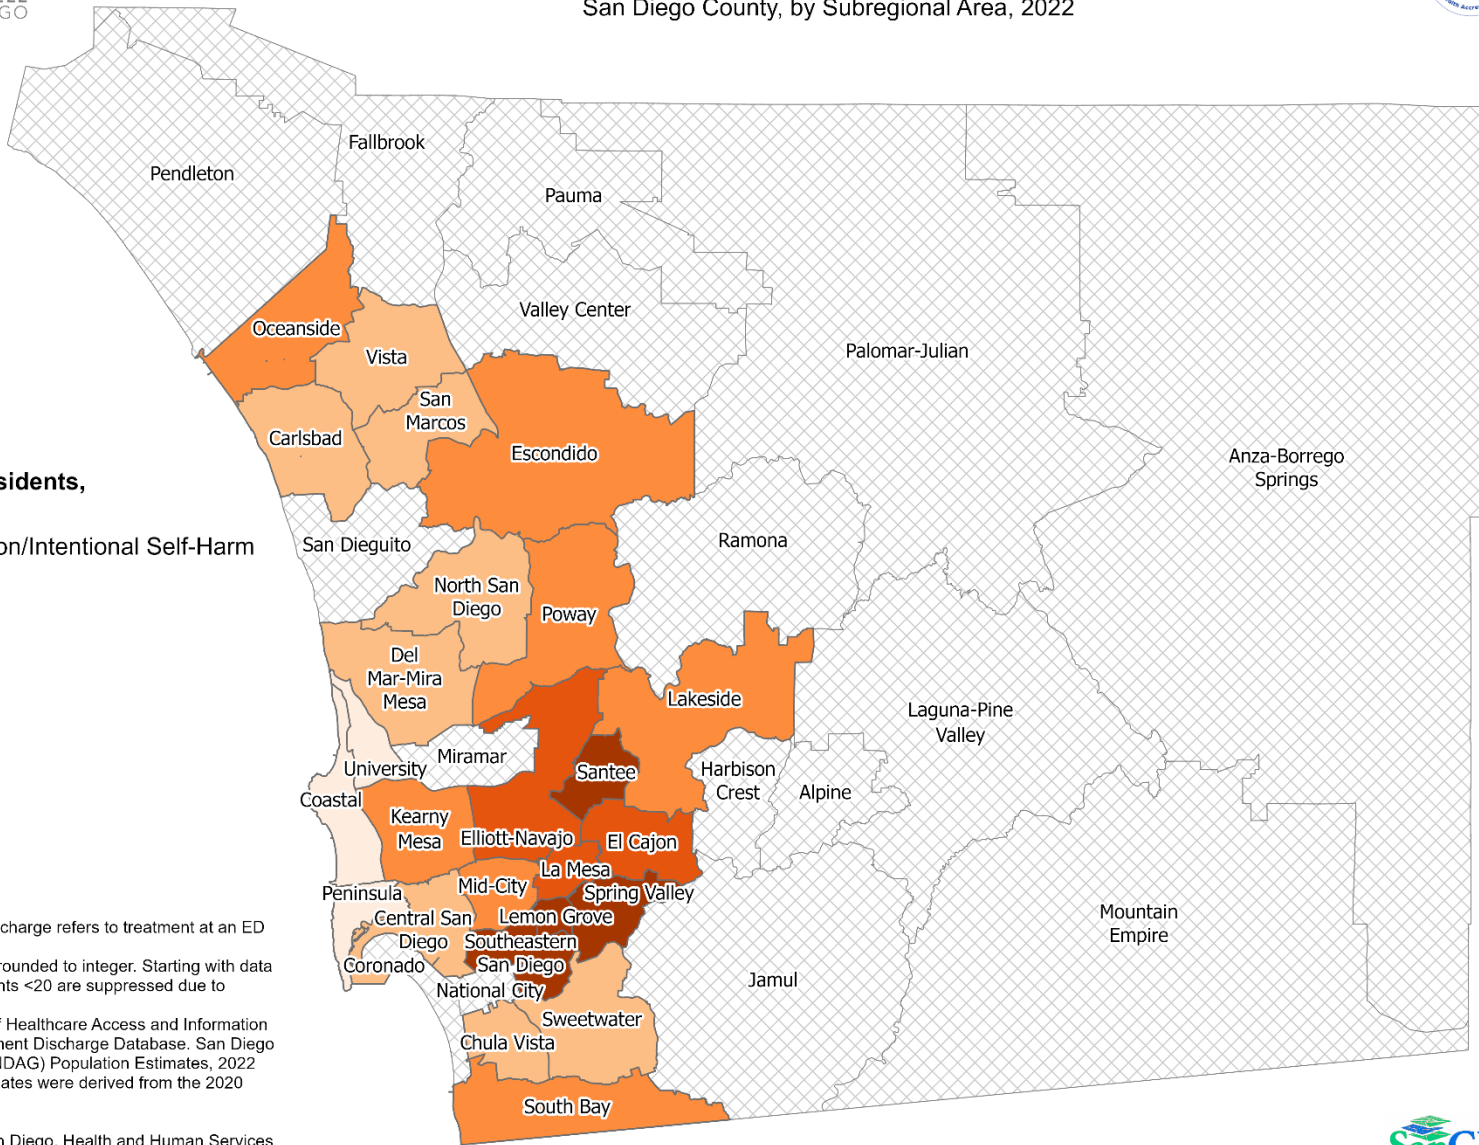 GO
San Diego County, by Subregional Area, 2022
Fallbrook
Pendleton
Pauma
Valley Center
Oceanside
Vista
Palomar-Julian
San
Marcos
Carlsbad
Escondido
Anza-Borrego
Springs
sidents,
on/Intentional Self-Harm
San Dieguito
Ramona
North San
Diego
Poway
Del
Mar-Mira
Mesa
Lakeside
Laguna-Pine
Valley
Miramar
University
Santee
Harbison
Crest
Alpine
Coastal
Kearny
Mesa
Elliott-Navajo
El Cajon
La Mesa
Mid-City
Peninsula
Spring Valley
Central San
Diego
Lemon Grove
Mountain
Empire
Southeastern
San Diego
Coronado
Jamul
National City
Sweetwater
Chula Vista
South Bay
charge refers to treatment at an ED
rounded to integer. Starting with data
nts <20 are suppressed due to
f Healthcare Access and Information
nent Discharge Database. San Diego
NDAG) Population Estimates, 2022
ates were derived from the 2020
n Diego, Health and Human Services